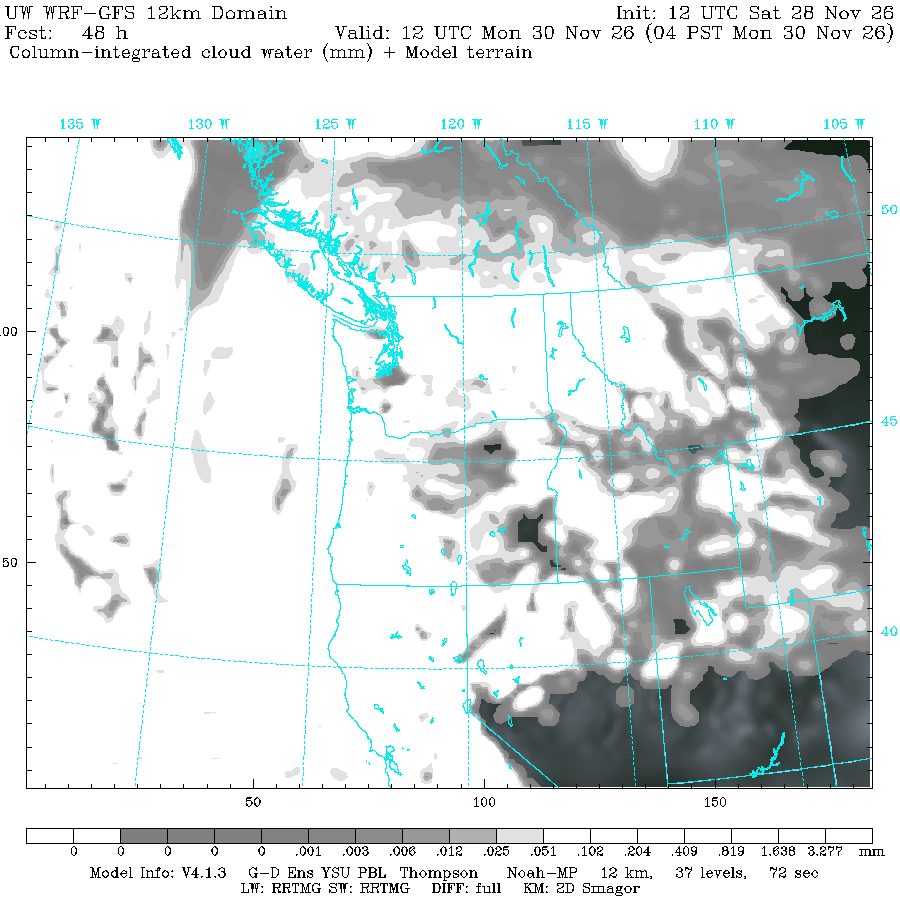 UW WRF-GFS 12km Domain Init: 12 UTC Sat 28 Nov 26
Fcst: 48 h Valid: 12 UTC Mon 30 Nov 26 (04 PST Mon 30 Nov 26)
Column-integrated cloud water (mm) + Model terrain
135 W 130 W 125 W 120 W 115 W 110 W 105 W
50
00
45
50
40
50 100 150
0 0 0 0 0 .001 .003 .006 .012 .025 .051 .102 .204 .409 .819 1.638 3.277 mm
Model Info: V4.1.3 G-D Ens YSU PBL Thompson Noah-MP 12 km, 37 levels, 72 sec
LW: RRTMG SW: RRTMG DIFF: full KM: 2D Smagor